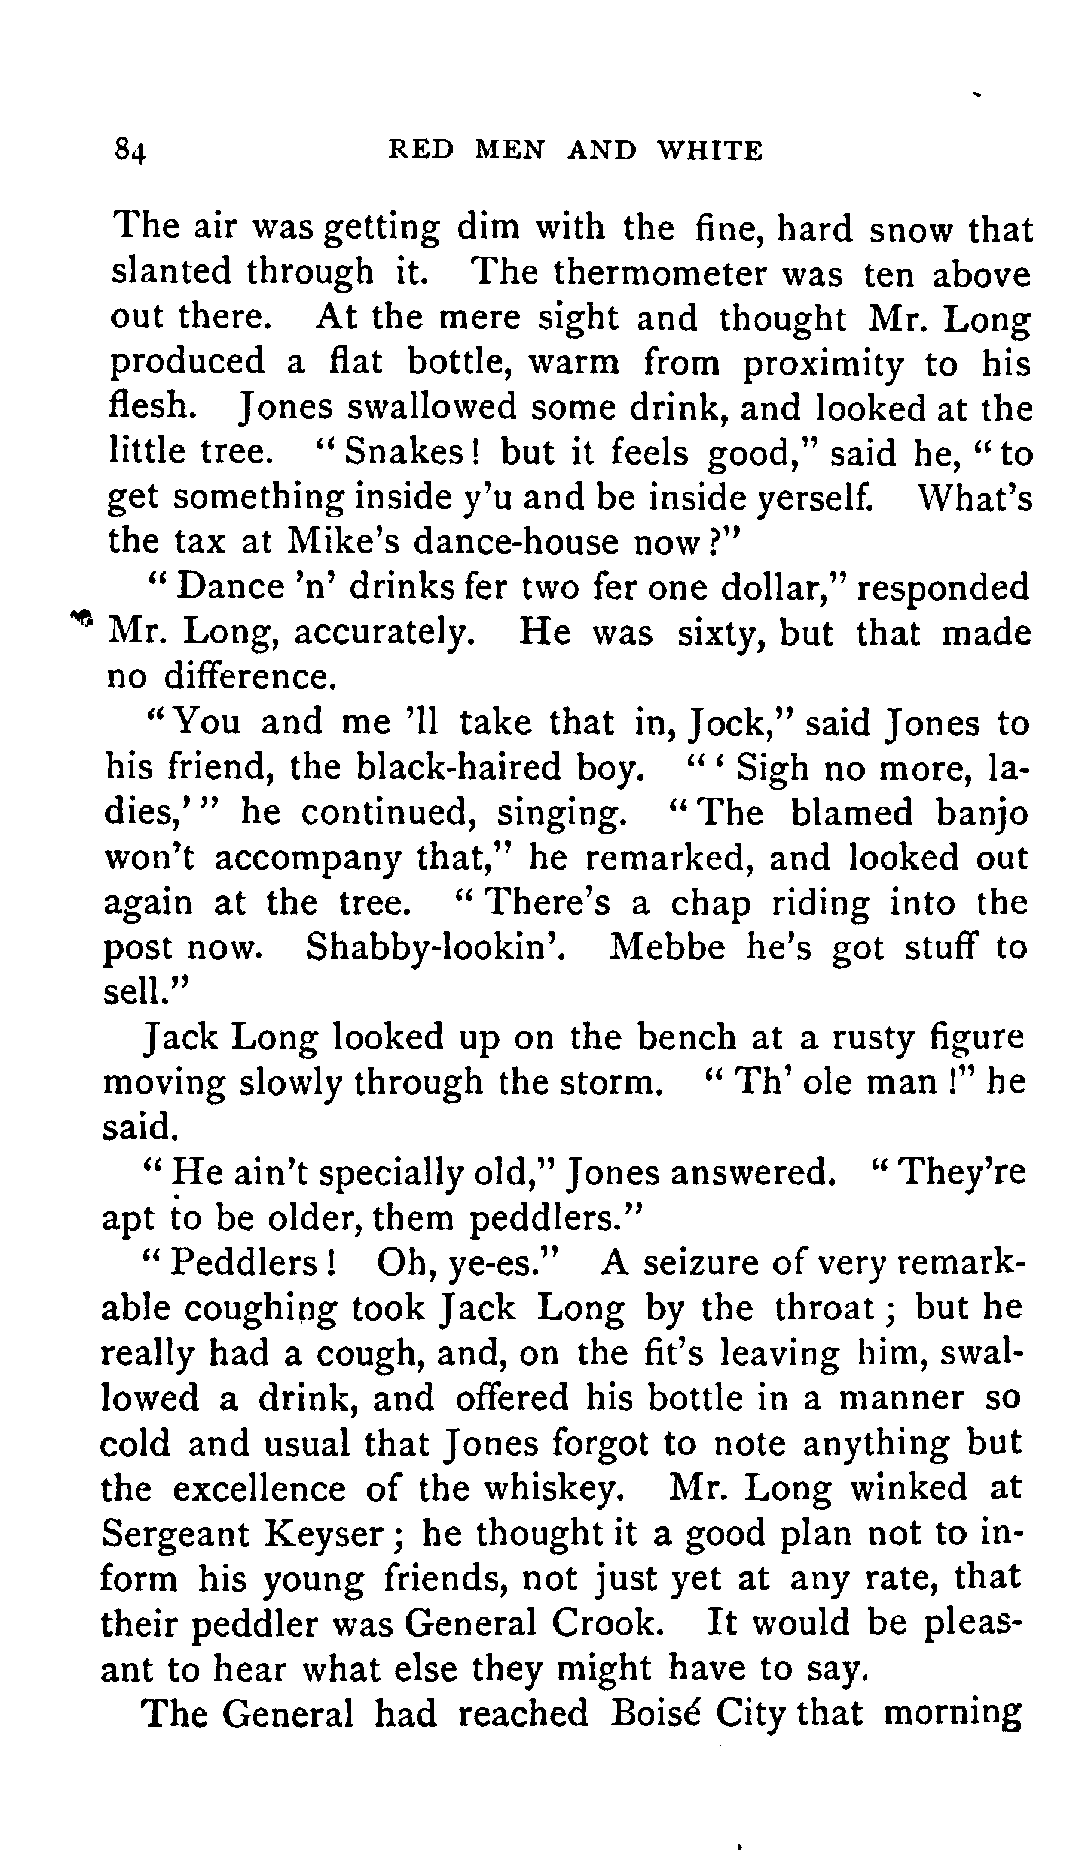 84 RED MEN AND WHITE
The air was getting dim with the fine, hard snow that
slanted through it. The thermometer was ten above
out there. At the mere sight and thought Mr. Long
produced a flat bottle, warm from proximity to his
flesh. Jones swallowed some drink, and looked at the
little tree. "Snakes! but it feels good," said he, "to
get something inside y'u and be inside yerself. What's
the tax at Mike's dance-house now?"
"Dance 'n' drinks fer two fer one dollar," responded
Mr. Long, accurately. He was sixty, but that made
no difference.
"You and me 'll take that in, Jock," said Jones to
his friend, the black-haired boy. "'Sigh no more, la-
dies,'" he continued, singing. "The blamed banjo
won't accompany that," he remarked, and looked out
again at the tree. "There's a chap riding into the
post now. Shabby-lookin'. Mebbe he's got stuff to
sell."
Jack Long looked up on the bench at a rusty figure
moving slowly through the storm. "Th' ole man!" he
said.
"He ain't specially old," Jones answered. "They're
apt to be older, them peddlers."
"Peddlers! Oh, ye-es." A seizure of very remark-
able coughing took Jack Long by the throat; but he
really had a cough, and, on the fit's leaving him, swal-
lowed a drink, and offered his bottle in a manner so
cold and usual that Jones forgot to note anything but
the excellence of the whiskey. Mr. Long winked at
Sergeant Keyser; he thought it a good plan not to in-
form his young friends, not just yet at any rate, that
their peddler was General Crook. It would be pleas-
ant to hear what else they might have to say.
The General had reached Boisé City that morning